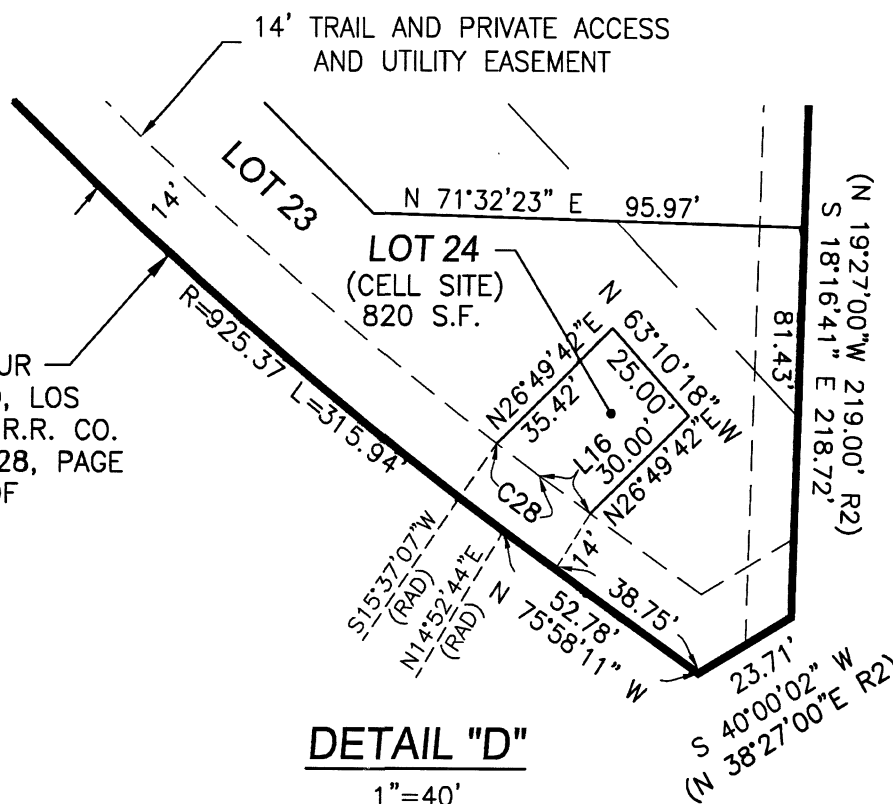 14' TRAIL AND PRIVATE ACCESS
AND UTILITY EASEMENT
LOT 23
14'
N 71°32'23" E 95.97'
LOT 24
(CELL SITE)
820 S.F.
(N 19°27'00"W 219.00' R2)
S 18°16'41" E 218.72'
81.43'
R=925.37 L=315.94'
UR
, LOS
R.R. CO.
28, PAGE
OF
N26°49'42"E
35.42'
N 63°10'18" W
25.00'
L16
30.00'
N26°49'42"E
C28
14'
S15°37'07"W
(RAD)
N14°52'44"E
(RAD)
38.75'
52.78'
N 75°58'11" W
23.71'
S 40°00'02" W
(N 38°27'00"E R2)
DETAIL "D"
1"=40'